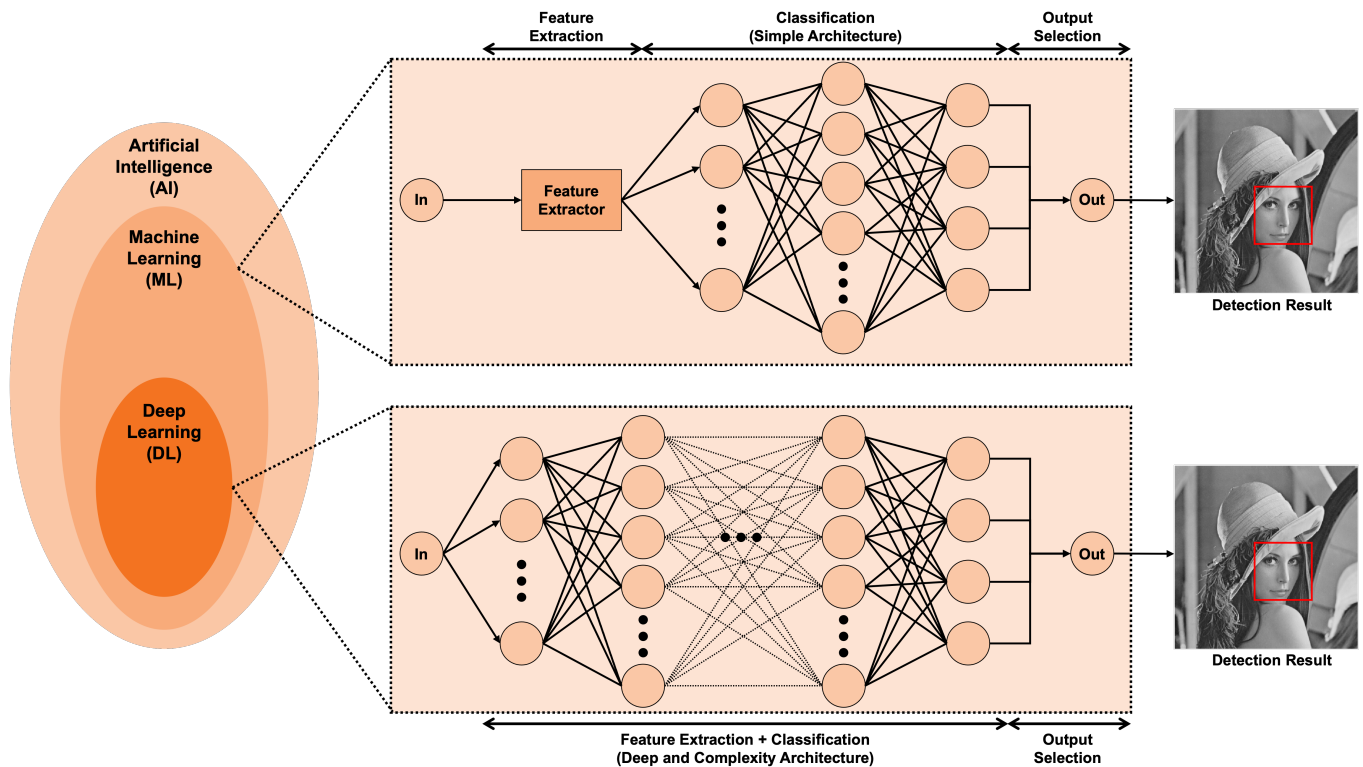 Feature
Extraction
Classification
(Simple Architecture)
Output
Selection
Artificial
Intelligence
(AI)
Machine
Learning
(ML)
Deep
Learning
(DL)
In
Feature
Extractor
Out
Detection Result
In
Out
Detection Result
Feature Extraction + Classification
(Deep and Complexity Architecture)
Output
Selection